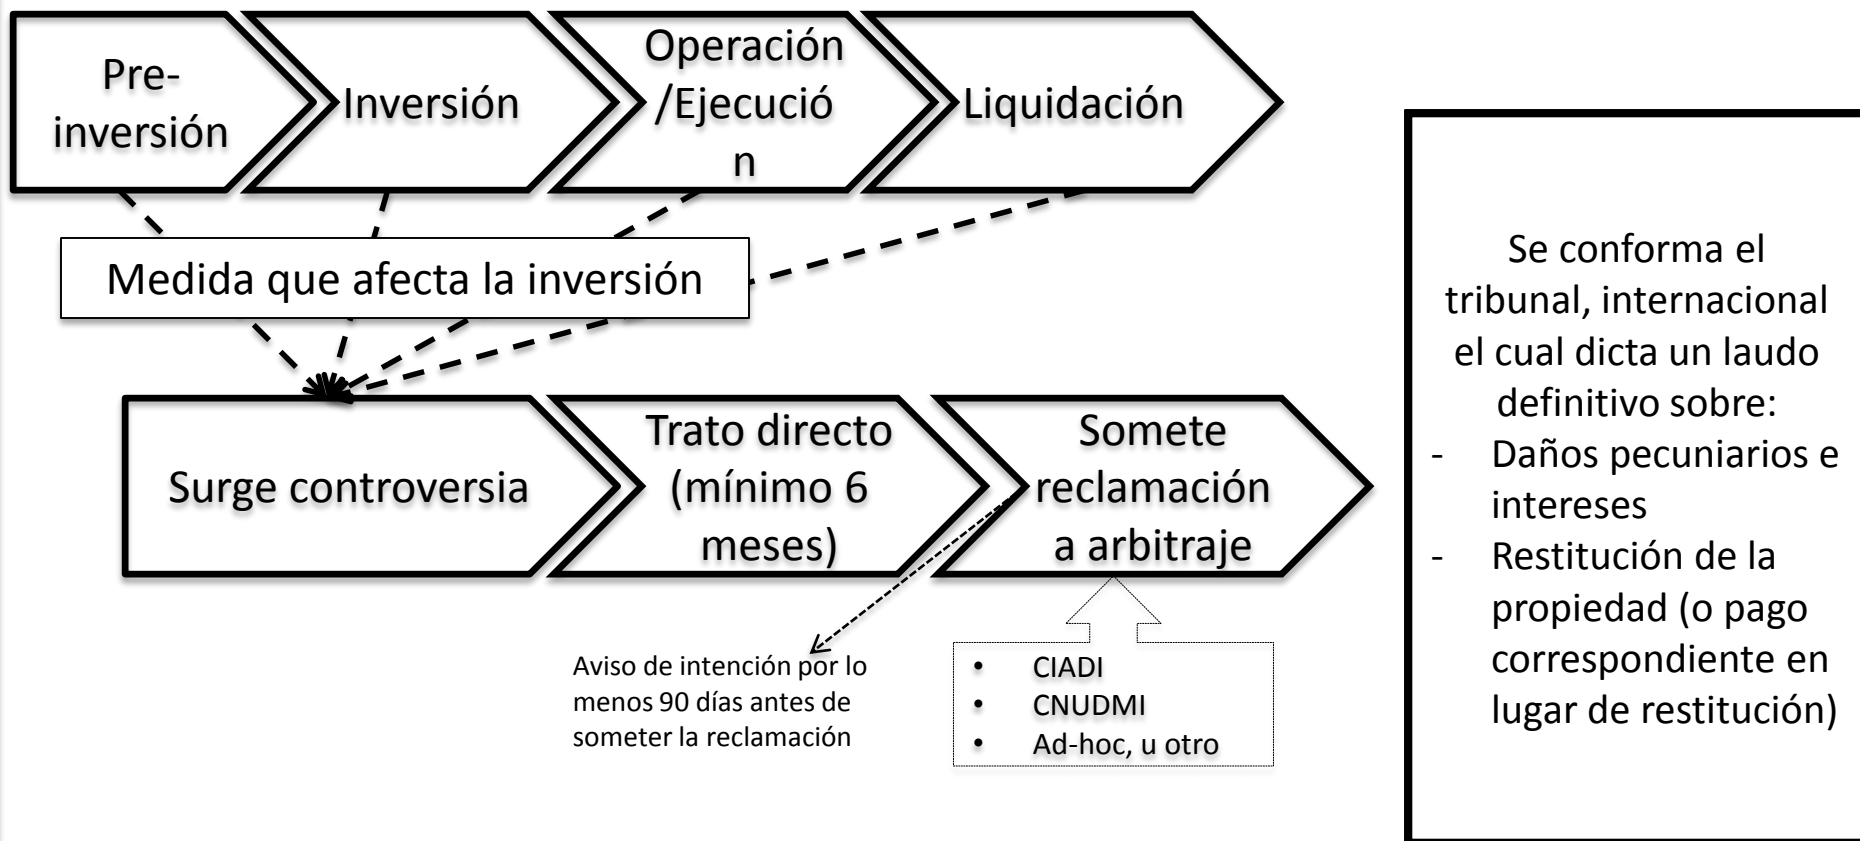 Pre-
inversión
Inversión
Operación
/Ejecució
n
Liquidación
Medida que afecta la inversión
Surge controversia
Trato directo
(mínimo 6
meses)
Somete
reclamación
a arbitraje
Aviso de intención por lo
menos 90 días antes de
someter la reclamación
• CIADI
• CNUDMI
• Ad-hoc, u otro
Se conforma el
tribunal, internacional
el cual dicta un laudo
definitivo sobre:
- Daños pecuniarios e
intereses
- Restitución de la
propiedad (o pago
correspondiente en
lugar de restitución)